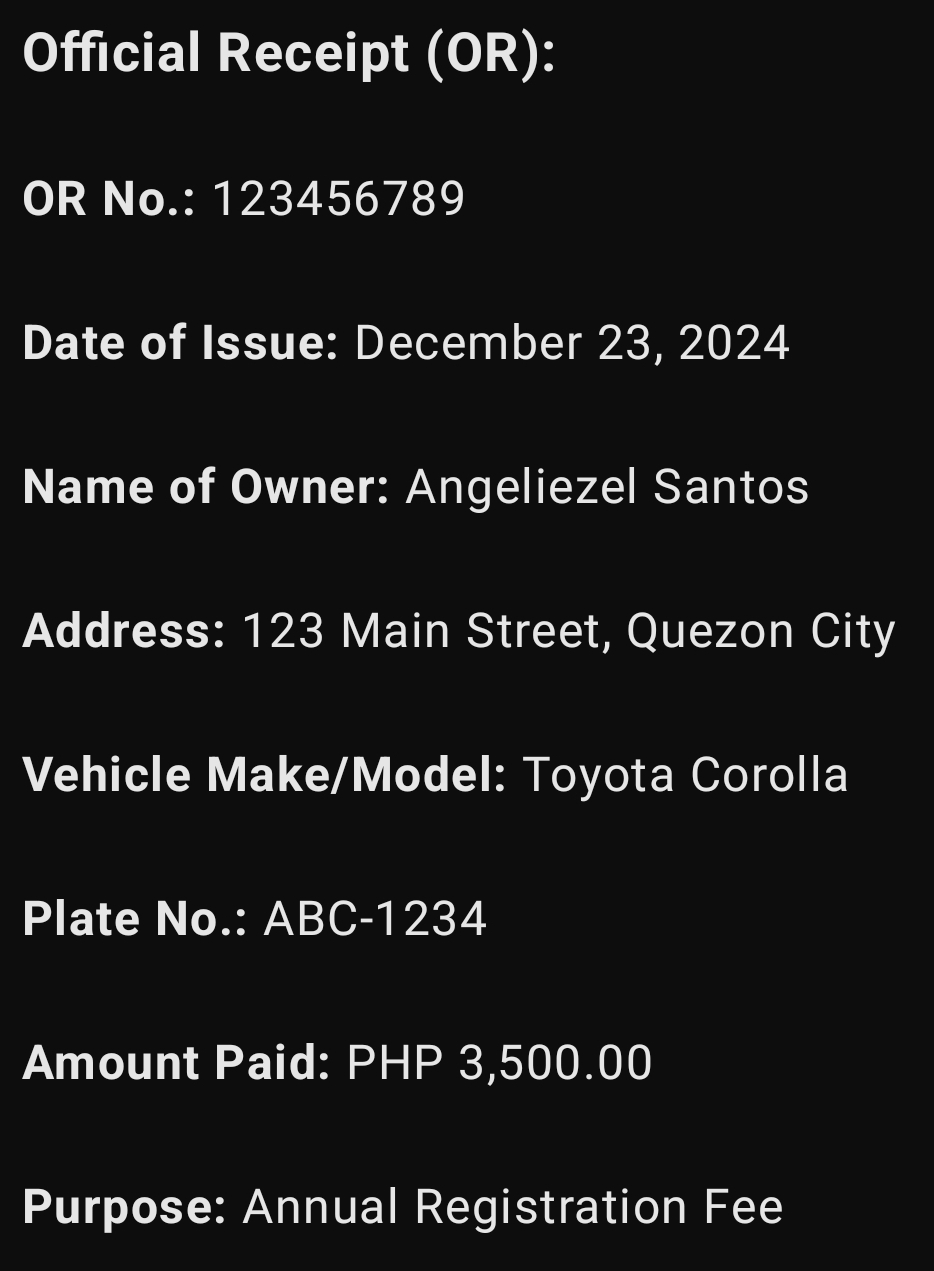 Official Receipt (OR):
OR No.: 123456789
Date of Issue: December 23, 2024
Name of Owner: Angeliezel Santos
Address: 123 Main Street, Quezon City
Vehicle Make/Model: Toyota Corolla
Plate No.: ABC-1234
Amount Paid: PHP 3,500.00
Purpose: Annual Registration Fee